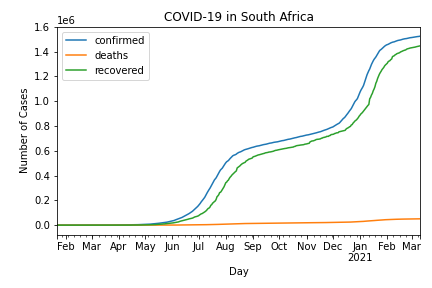 COVID-19 in South Africa
1e6
confirmed
deaths
recovered
Number of Cases
1.6
1.4
1.2
1.0
0.8
0.6
0.4
0.2
0.0
Feb Mar Apr May Jun Jul Aug Sep Oct Nov Dec Jan Feb Mar
2021
Day